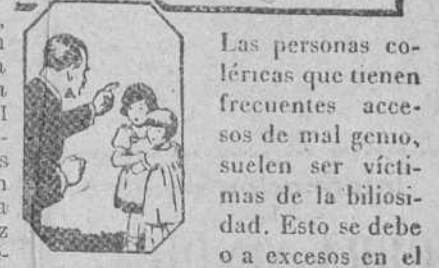 Las personas co-
léricas que tienen
frecuentes acce-
sos de mal genio,
suelen ser vícti-
mas de la biliosi-
dad. Esto se debe
o a excesos en el